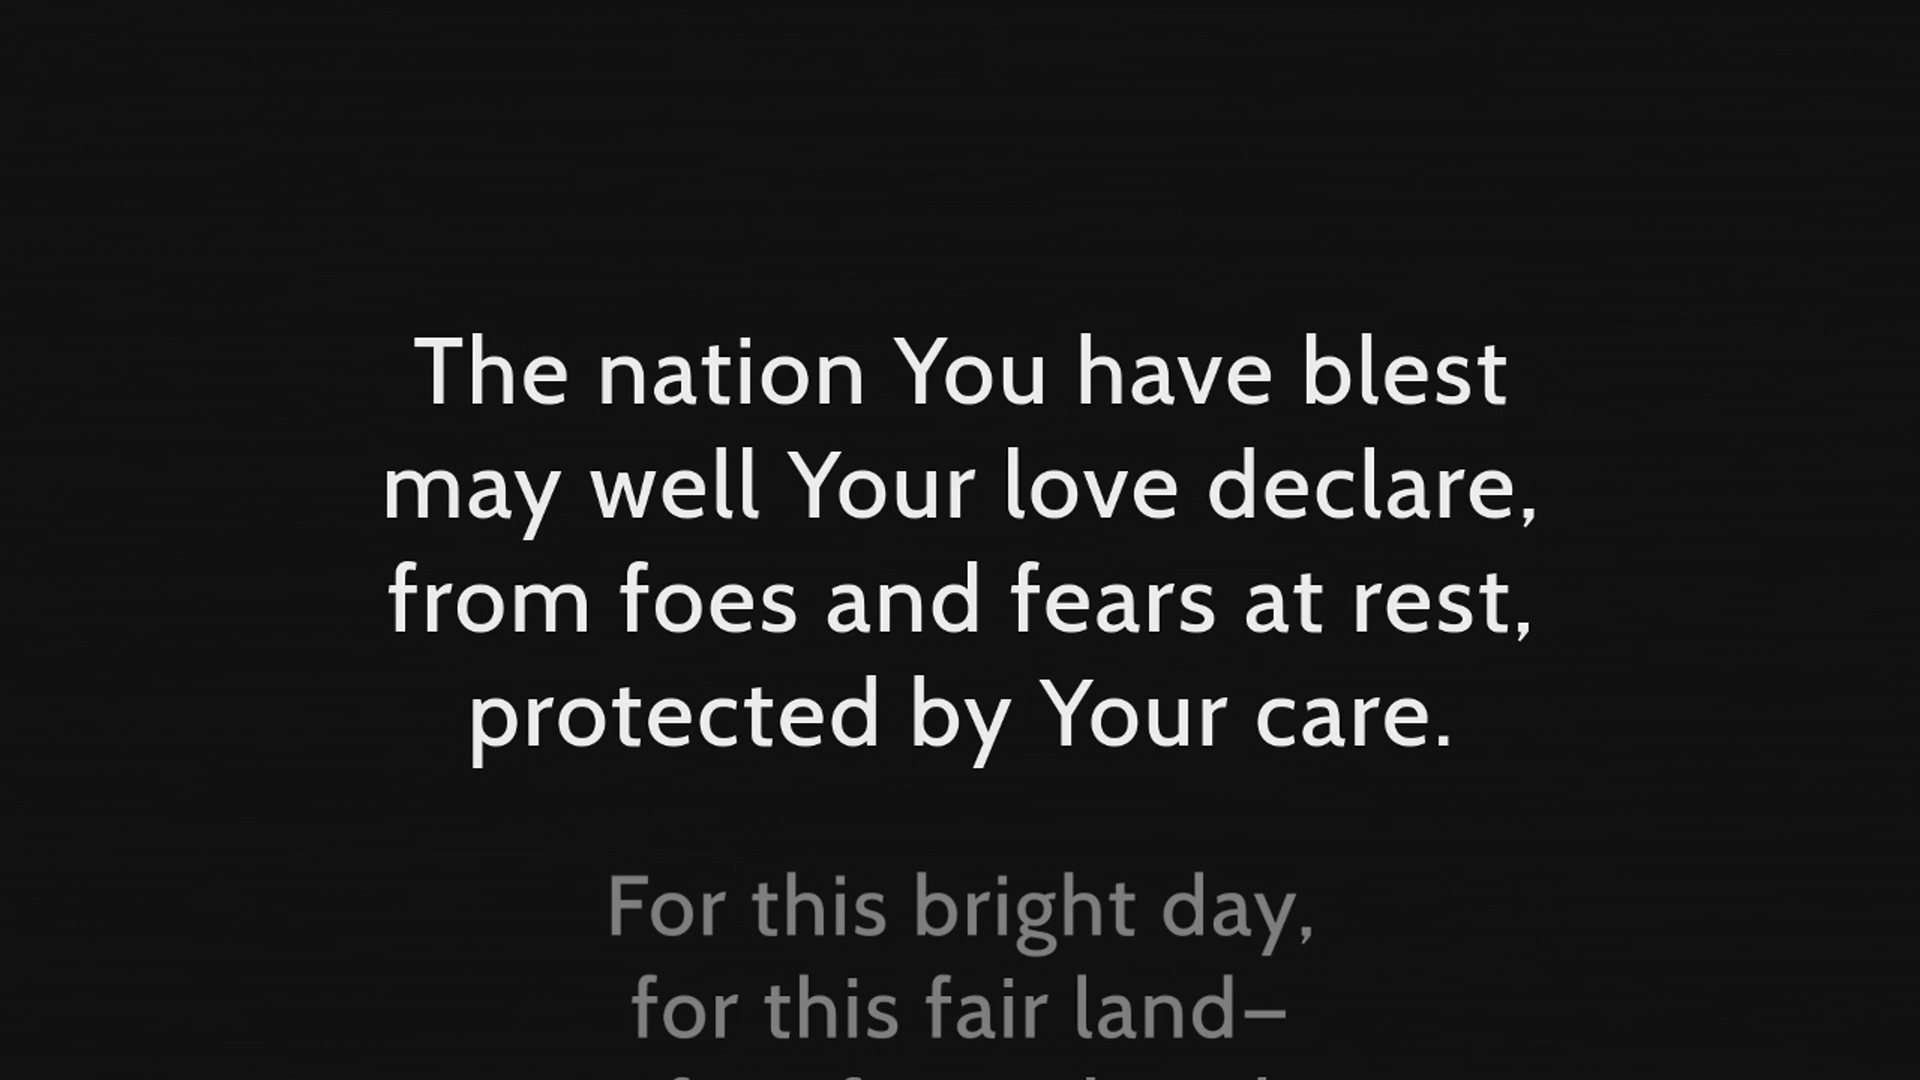 The nation You have blest
may well Your love declare,
from foes and fears at rest,
protected by Your care.
For this bright day,
for this fair land–